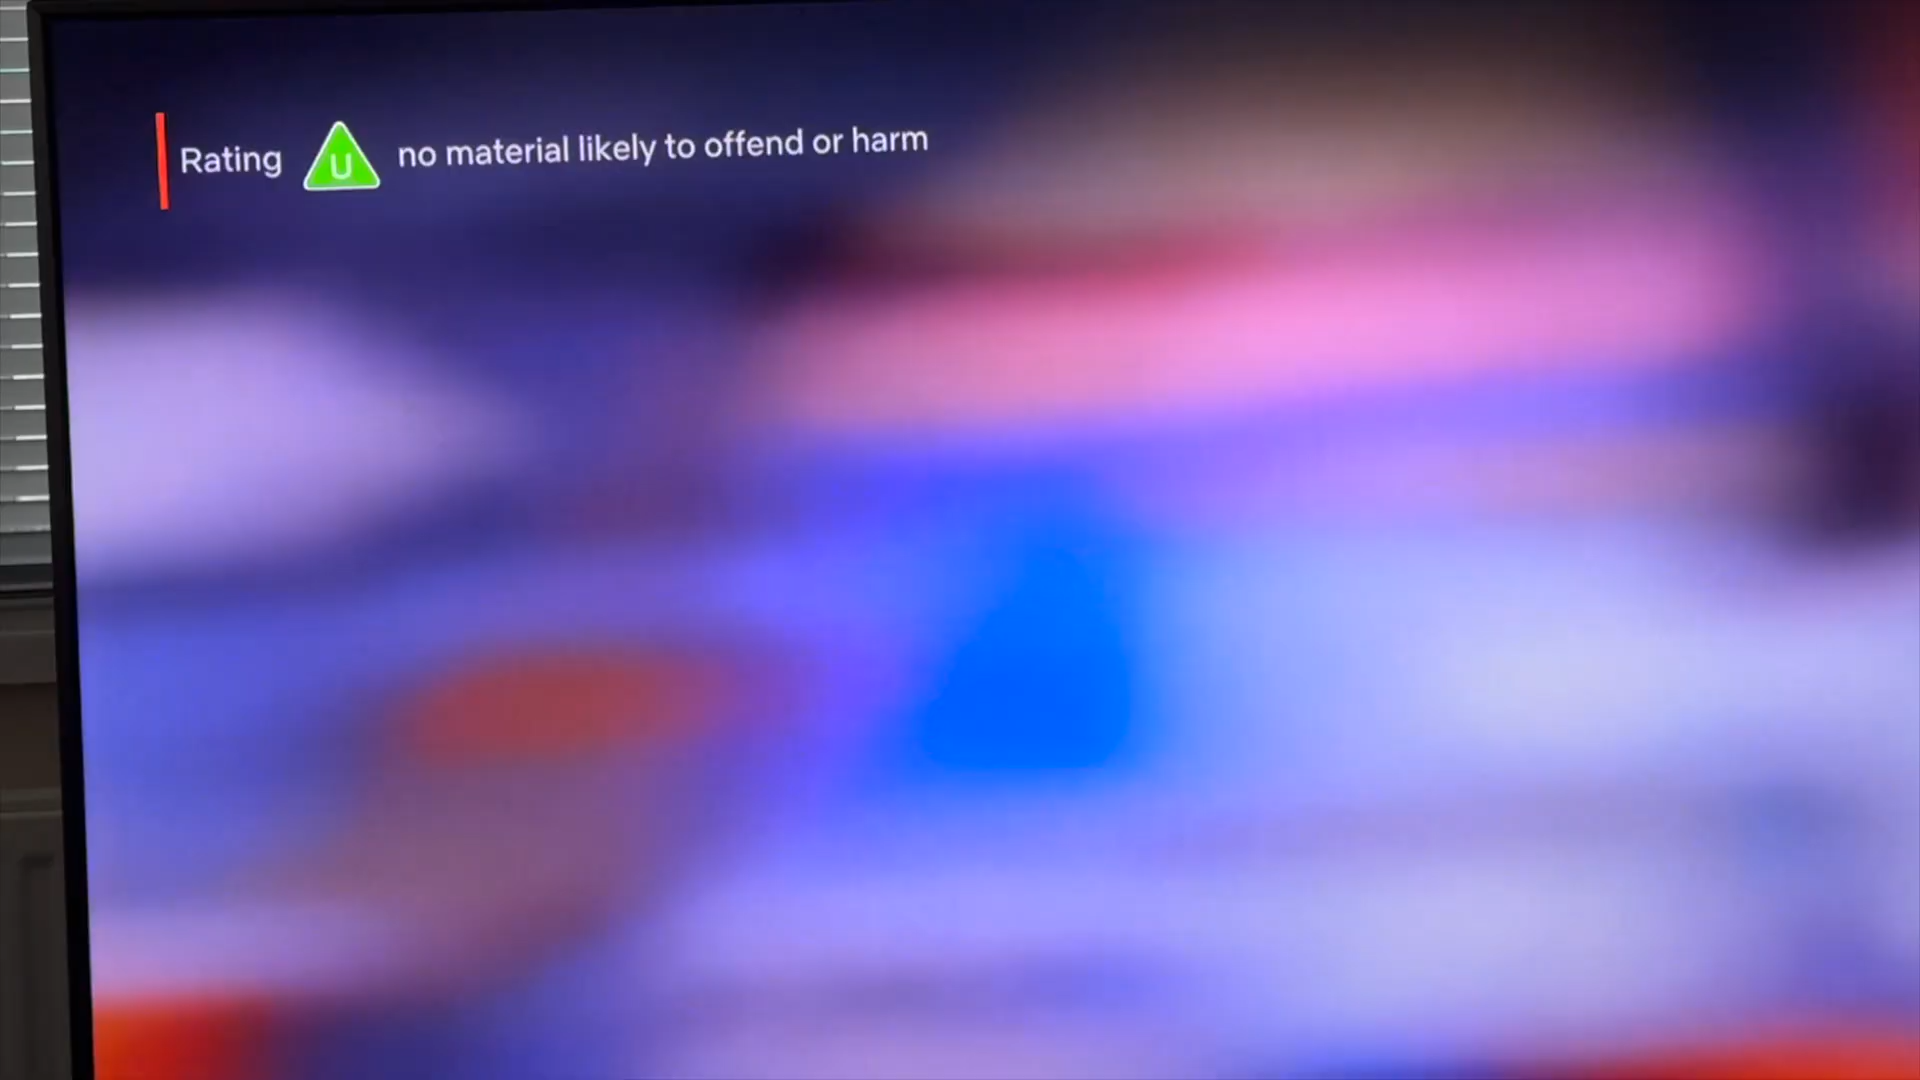 Rating U no material likely to offend or harm